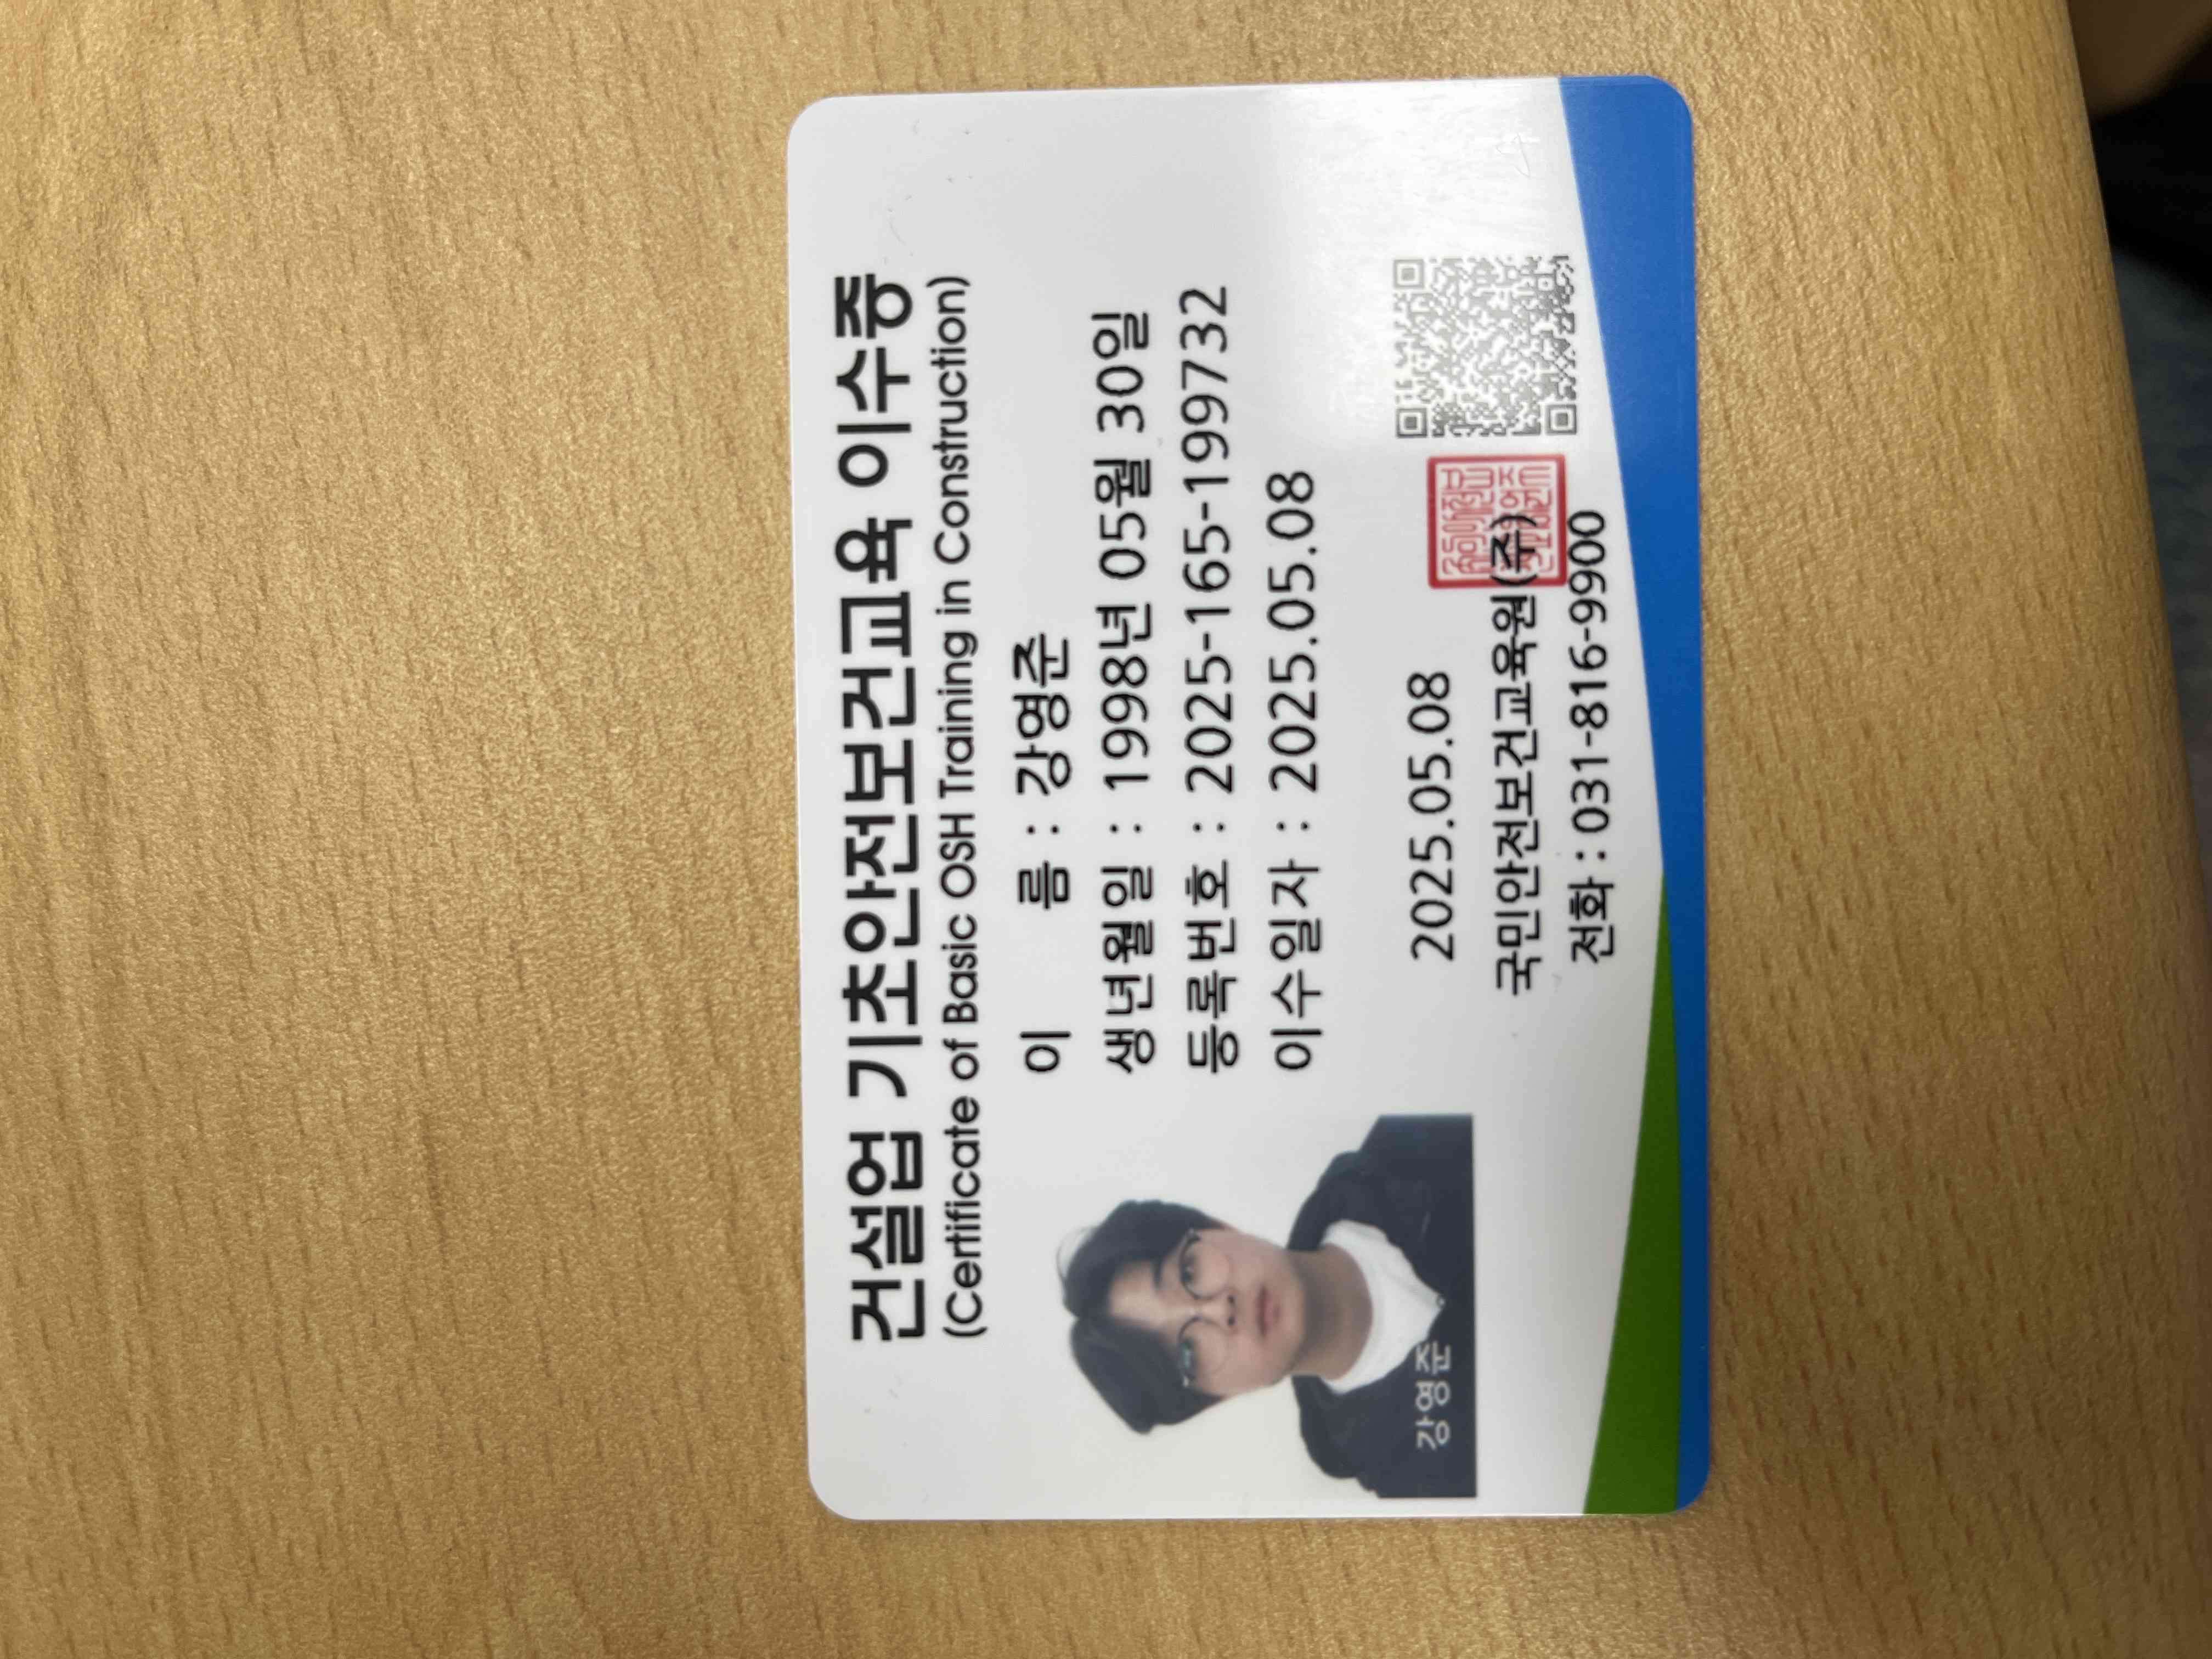 건설업 기초안전보건교육 이수증
(Certificate of Basic OSH Training in Construction)
이 름 : 강영준
생년월일 : 1998년 05월 30일
등록번호 : 2025-165-199732
이수일자 : 2025.05.08
강영준
2025.05.08
국민안전보건교육원(주)
전화 : 031-816-9900